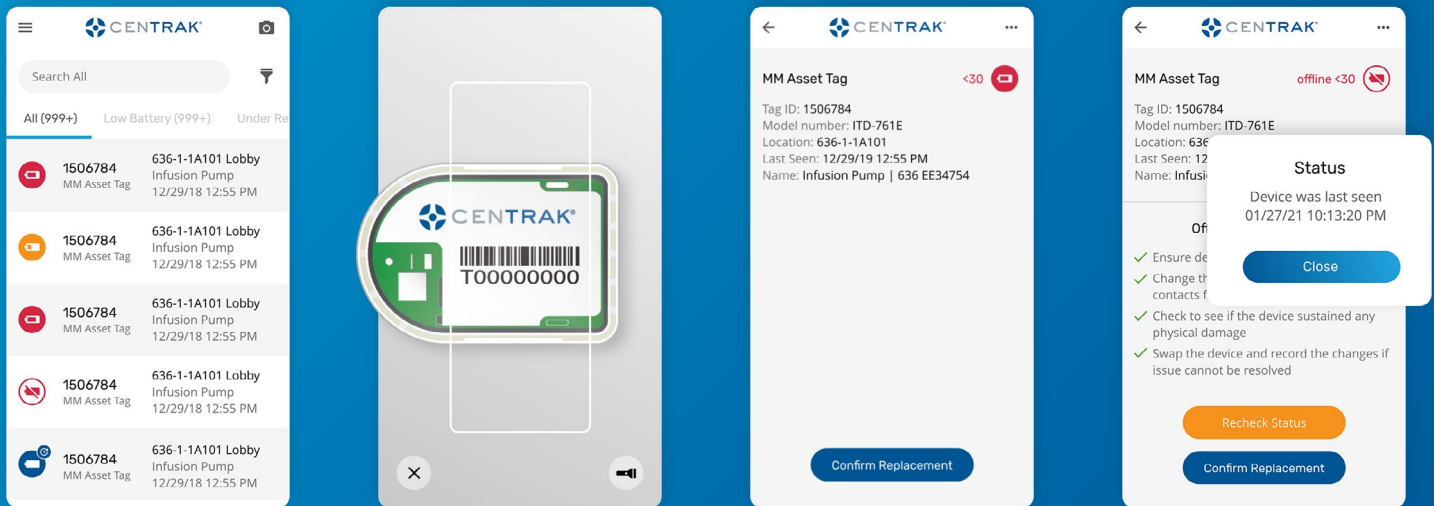 CENTRAK
Search All
All (999+) Low Battery (999+) Under Re
1506784
MM Asset Tag
636-1-1A101 Lobby
Infusion Pump
12/29/18 12:55 PM
1506784
MM Asset Tag
636-1-1A101 Lobby
Infusion Pump
12/29/18 12:55 PM
1506784
MM Asset Tag
636-1-1A101 Lobby
Infusion Pump
12/29/18 12:55 PM
1506784
MM Asset Tag
636-1-1A101 Lobby
Infusion Pump
12/29/18 12:55 PM
1506784
MM Asset Tag
636-1-1A101 Lobby
Infusion Pump
12/29/18 12:55 PM
CENTRAK®
T00000000
CENTRAK
MM Asset Tag <30
Tag ID: 1506784
Model number: ITD-761E
Location: 636-1-1A101
Last Seen: 12/29/19 12:55 PM
Name: Infusion Pump | 636 EE34754
Confirm Replacement
CENTRAK
MM Asset Tag offline <30
Tag ID: 1506784
Model number: ITD-761E
Location: 636
Last Seen: 12
Name: Infusi
Status
Device was last seen
01/27/21 10:13:20 PM
Close
Of
Ensure de
Change th
contacts f
Check to see if the device sustained any
physical damage
Swap the device and record the changes if
issue cannot be resolved
Recheck Status
Confirm Replacement